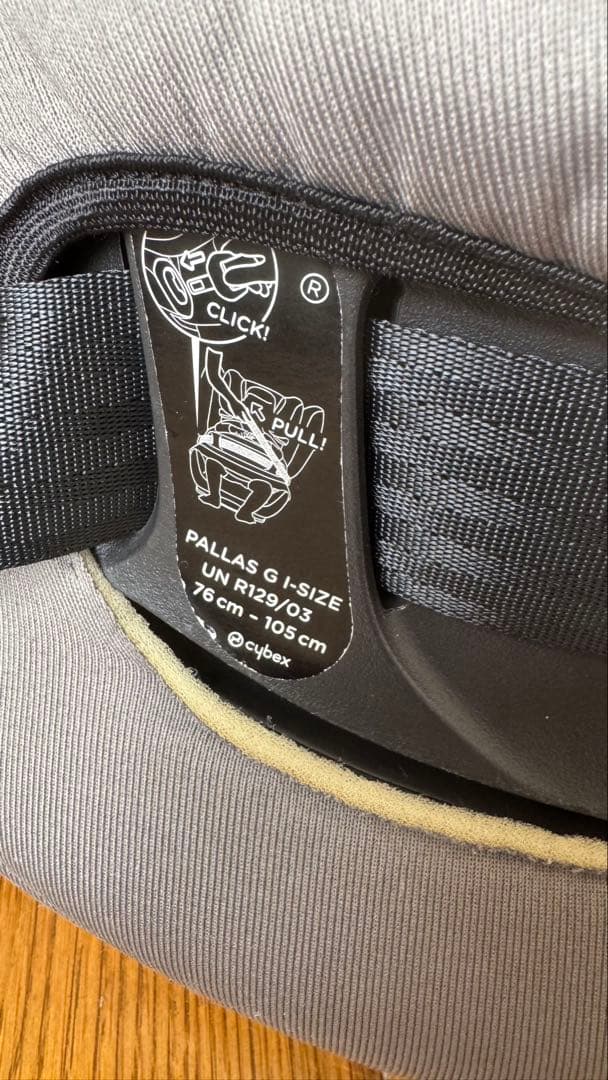 ®
CLICK!
PULL!
PALLAS G I-SIZE
UN R129/03
76 cm – 105 cm
cybex